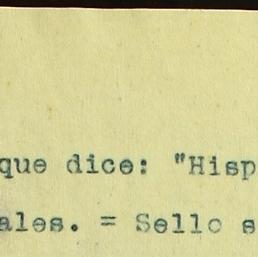 que dice: "Hisp
ales. = Sello s